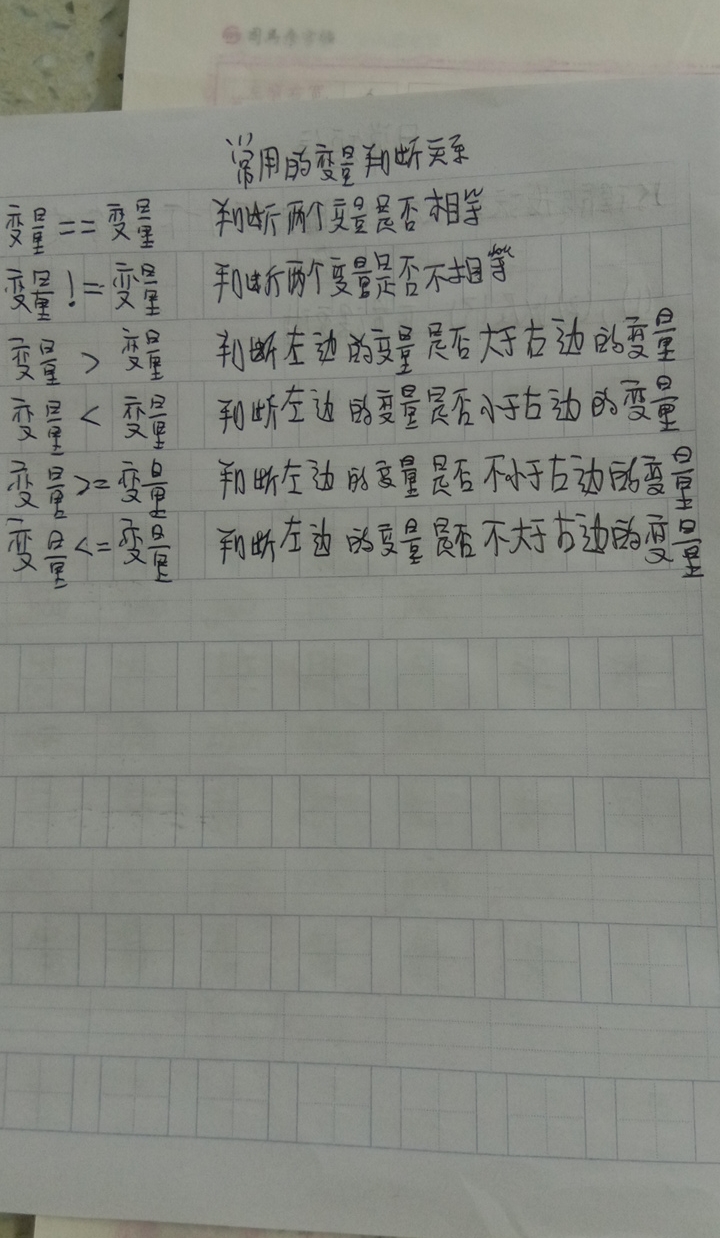 常用的变量判断关系
变量 == 变量 判断两个变量是否相等
变量 != 变量 判断两个变量是否不相等
变量 > 变量 判断左边的变量是否大于右边的变量
变量 < 变量 判断左边的变量是否小于右边的变量
变量 >= 变量 判断左边的变量是否不小于右边的变量
变量 <= 变量 判断左边的变量是否不大于右边的变量